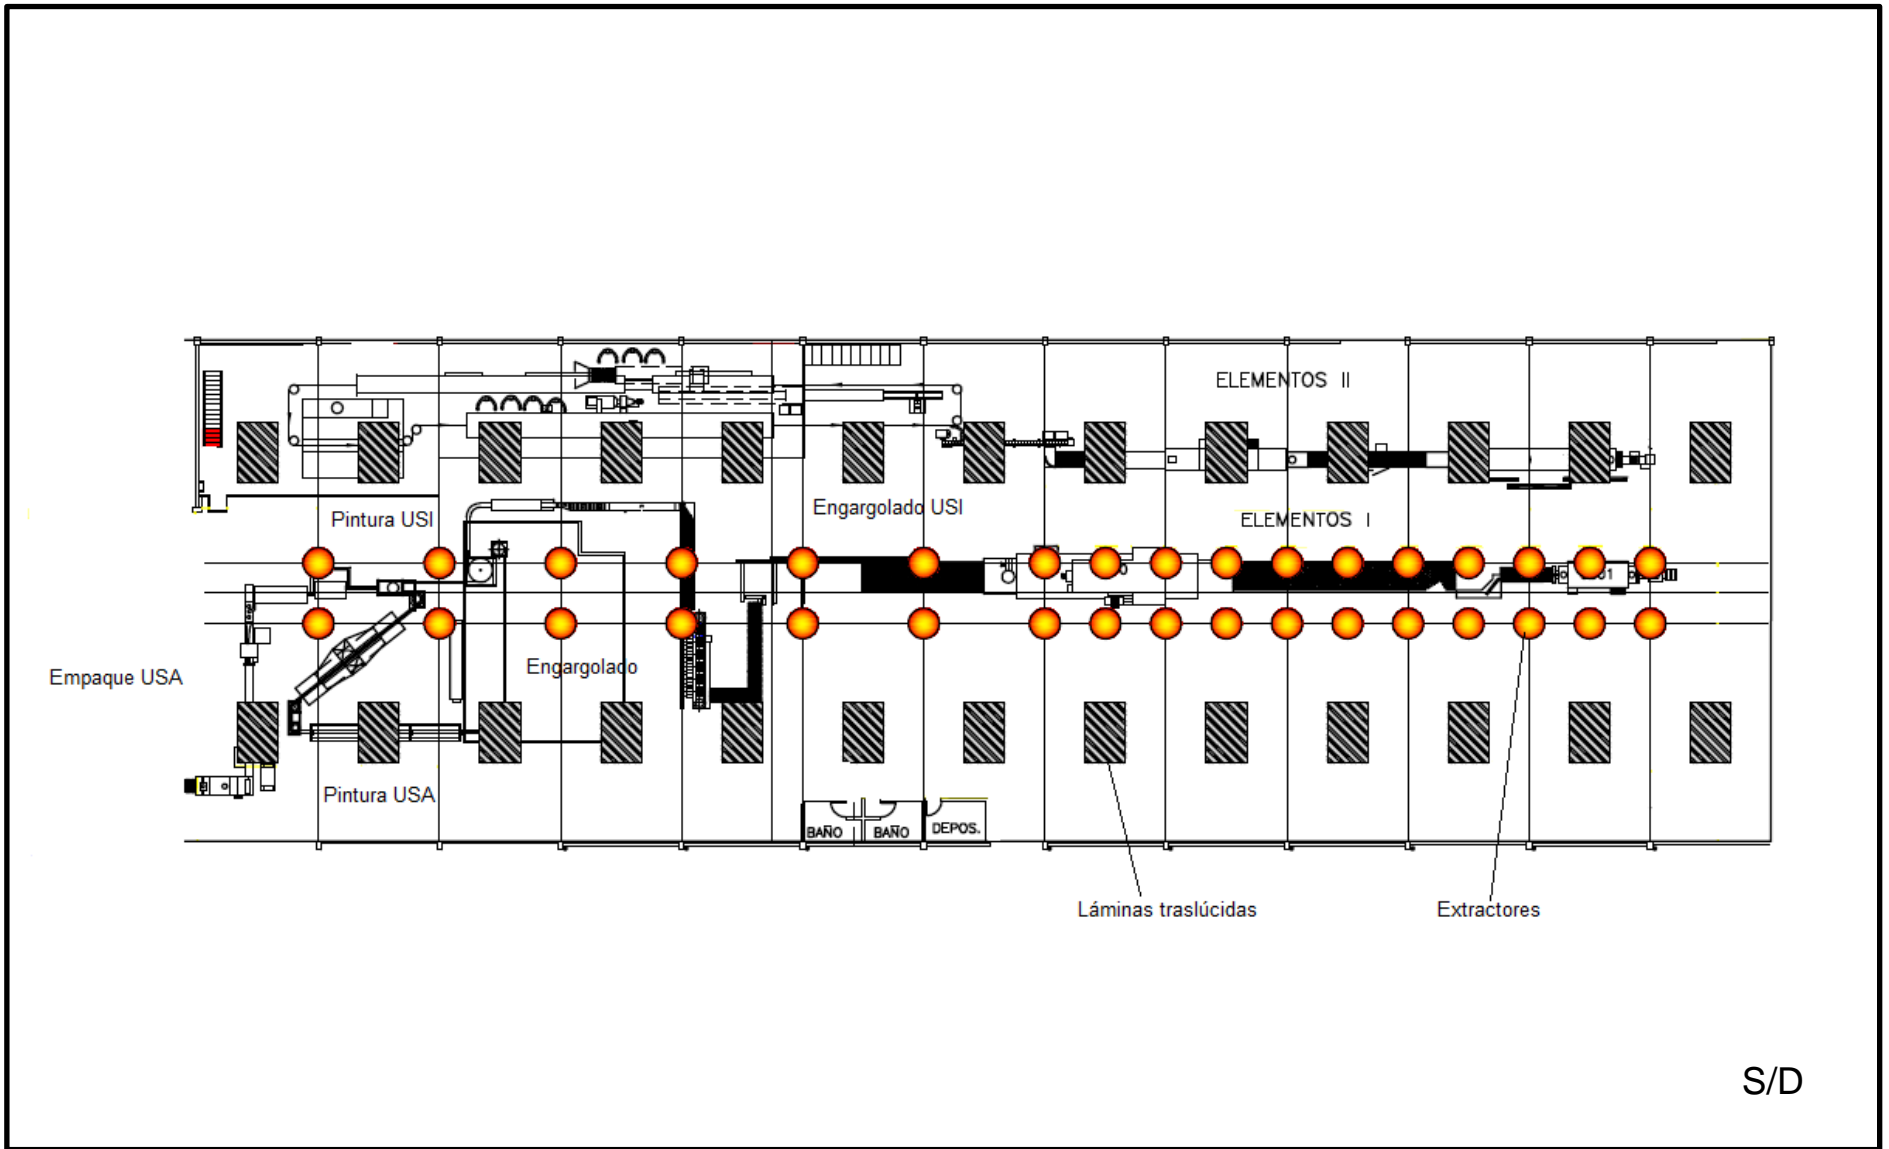 ELEMENTOS II
Pintura USI
Engargolado USI
ELEMENTOS I
Empaque USA
Engargolado
Pintura USA
BAÑO
BAÑO
DEPOS.
Láminas traslúcidas
Extractores
S/D